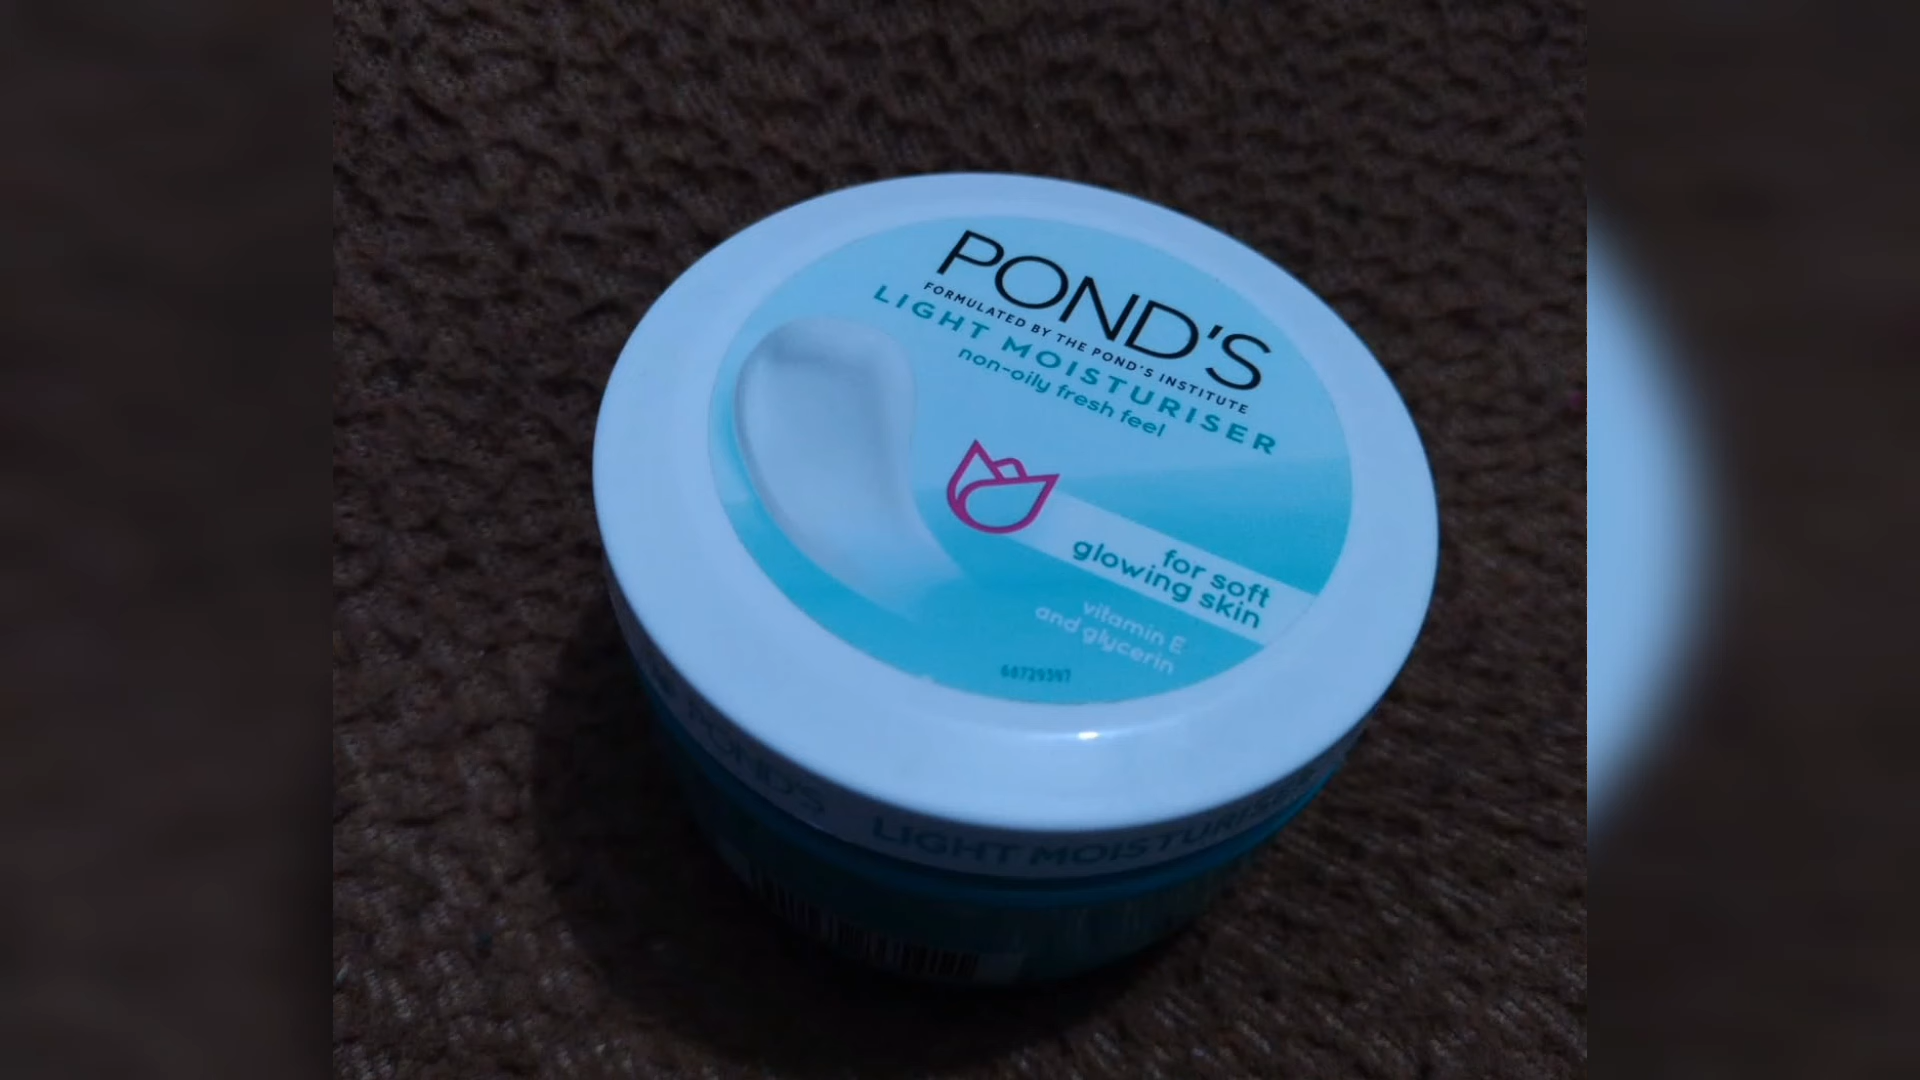 POND'S
FORMULATED BY THE POND'S INSTITUTE
LIGHT MOISTURISER
non-oily fresh feel
for soft
glowing skin
vitamin E
and glycerin
68729397
POND'S LIGHT MOISTURISER